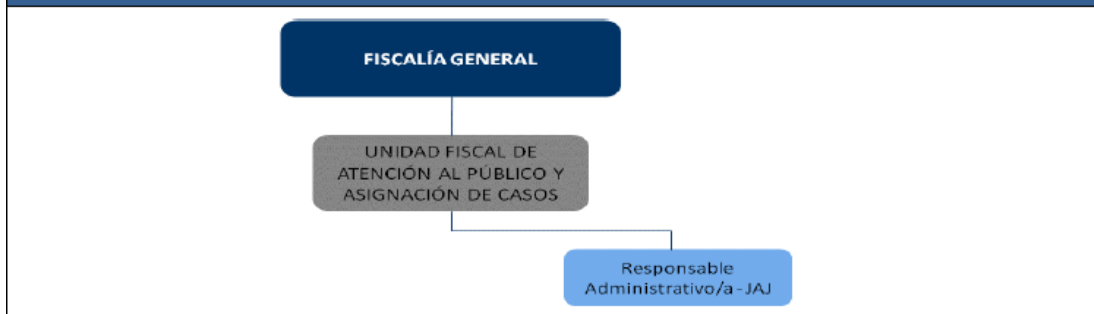 FISCALÍA GENERAL
UNIDAD FISCAL DE
ATENCIÓN AL PÚBLICO Y
ASIGNACIÓN DE CASOS
Responsable
Administrativo/a-JAJ